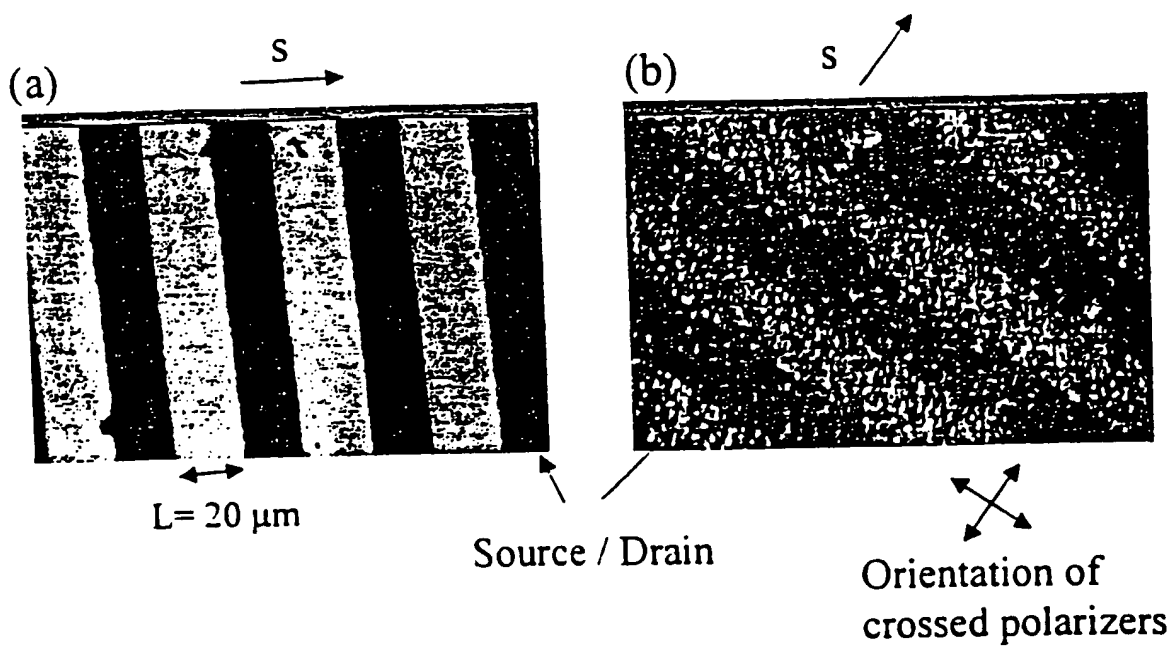 (a)
S
(b)
S
L= 20 μm
Source / Drain
Orientation of
crossed polarizers